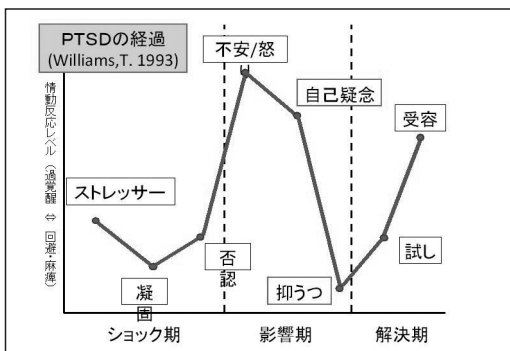 PTSDの経過
(Williams,T. 1993)
情動反応レベル（過覚醒 ⇔ 回避・麻痺）
不安/怒
自己疑念
受容
ストレッサー
否
認
試し
凝
固
抑うつ
ショック期
影響期
解決期